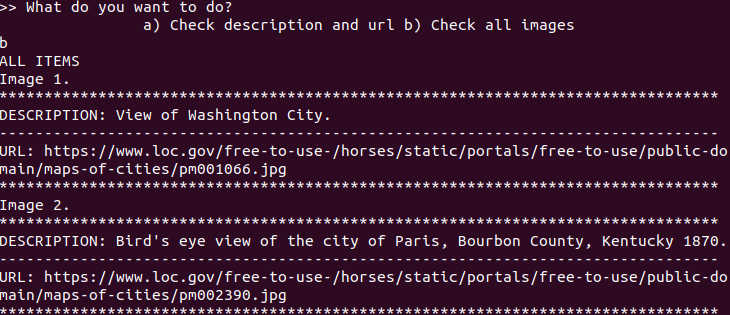 >> What do you want to do?
a) Check description and url b) Check all images
b
ALL ITEMS
Image 1.
********************************************************************************
DESCRIPTION: View of Washington City.
--------------------------------------------------------------------------------
URL: https://www.loc.gov/free-to-use-/horses/static/portals/free-to-use/public-do
main/maps-of-cities/pm001066.jpg
********************************************************************************
Image 2.
********************************************************************************
DESCRIPTION: Bird's eye view of the city of Paris, Bourbon County, Kentucky 1870.
--------------------------------------------------------------------------------
URL: https://www.loc.gov/free-to-use-/horses/static/portals/free-to-use/public-do
main/maps-of-cities/pm002390.jpg
********************************************************************************